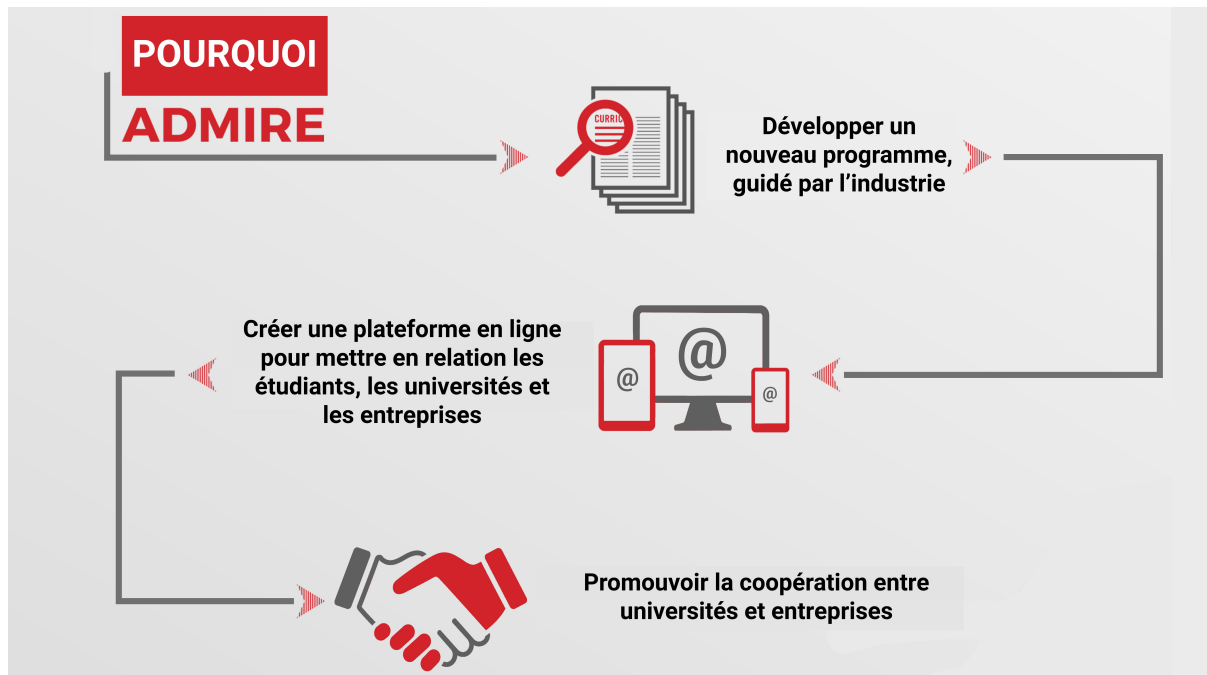 POURQUOI
ADMIRE
CURRIC
Développer un
nouveau programme,
guidé par l’industrie
Créer une plateforme en ligne
pour mettre en relation les
étudiants, les universités et
les entreprises
@
@
@
Promouvoir la coopération entre
universités et entreprises